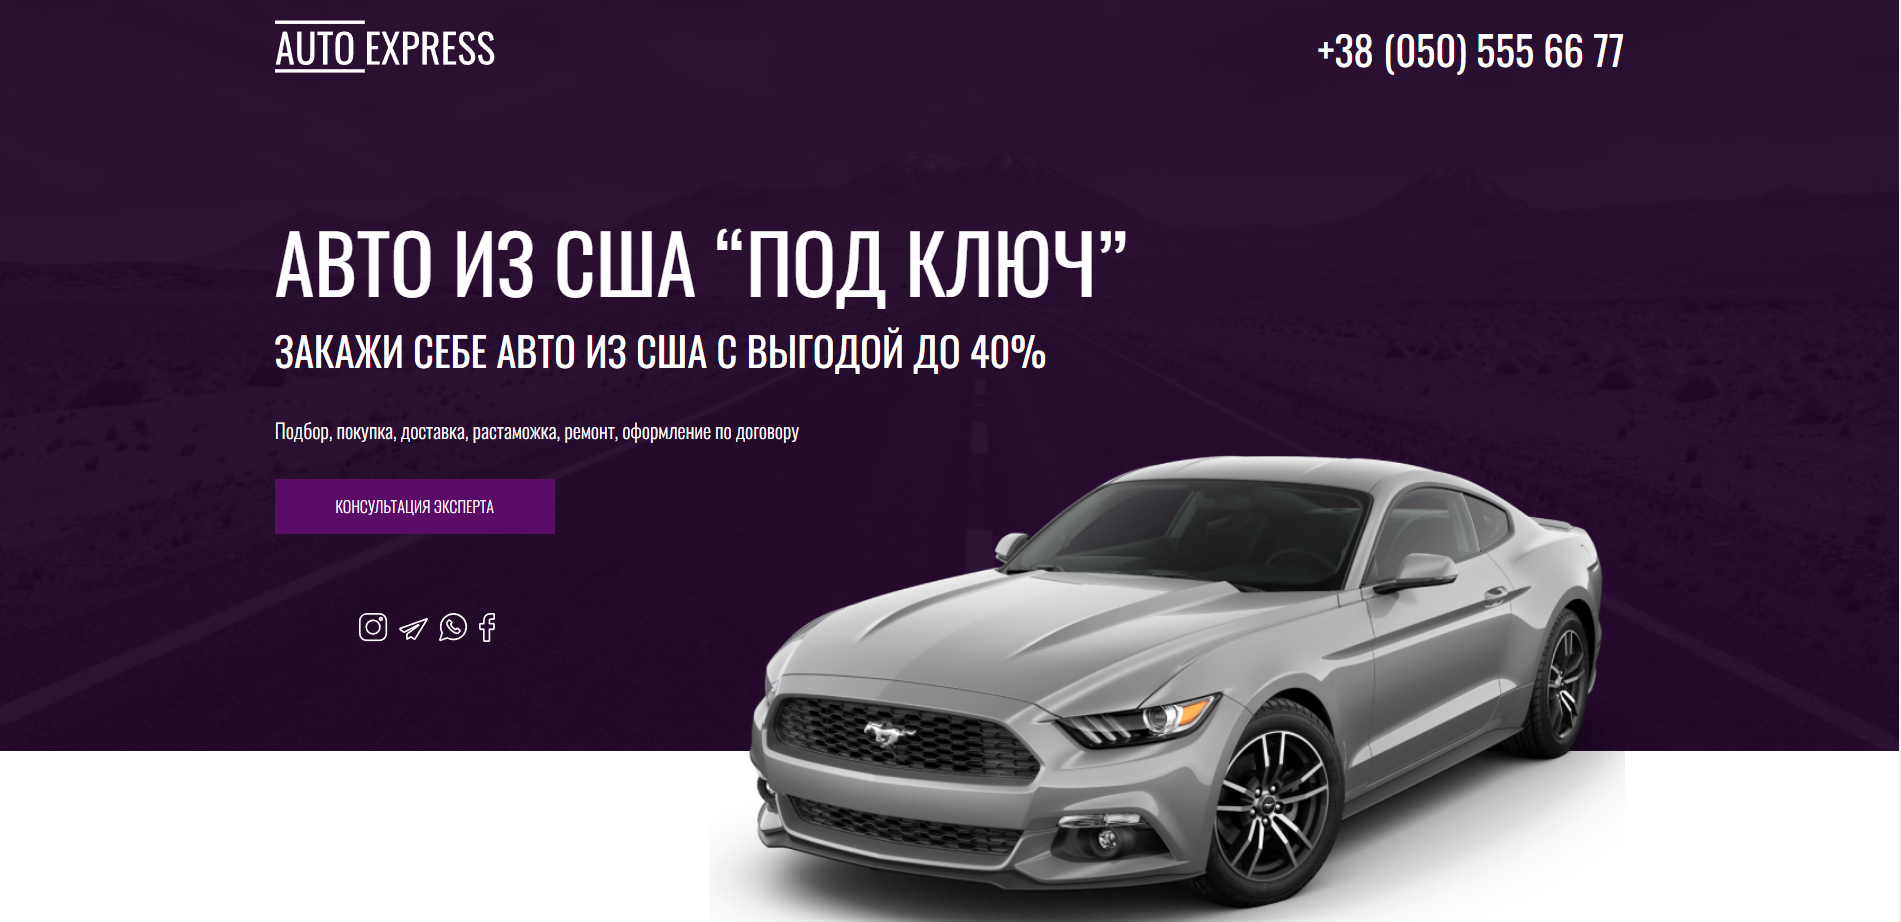 AUTO EXPRESS
+38 (050) 555 66 77
АВТО ИЗ США “ПОД КЛЮЧ”
ЗАКАЖИ СЕБЕ АВТО ИЗ США С ВЫГОДОЙ ДО 40%
Подбор, покупка, доставка, растаможка, ремонт, оформление по договору
КОНСУЛЬТАЦИЯ ЭКСПЕРТА